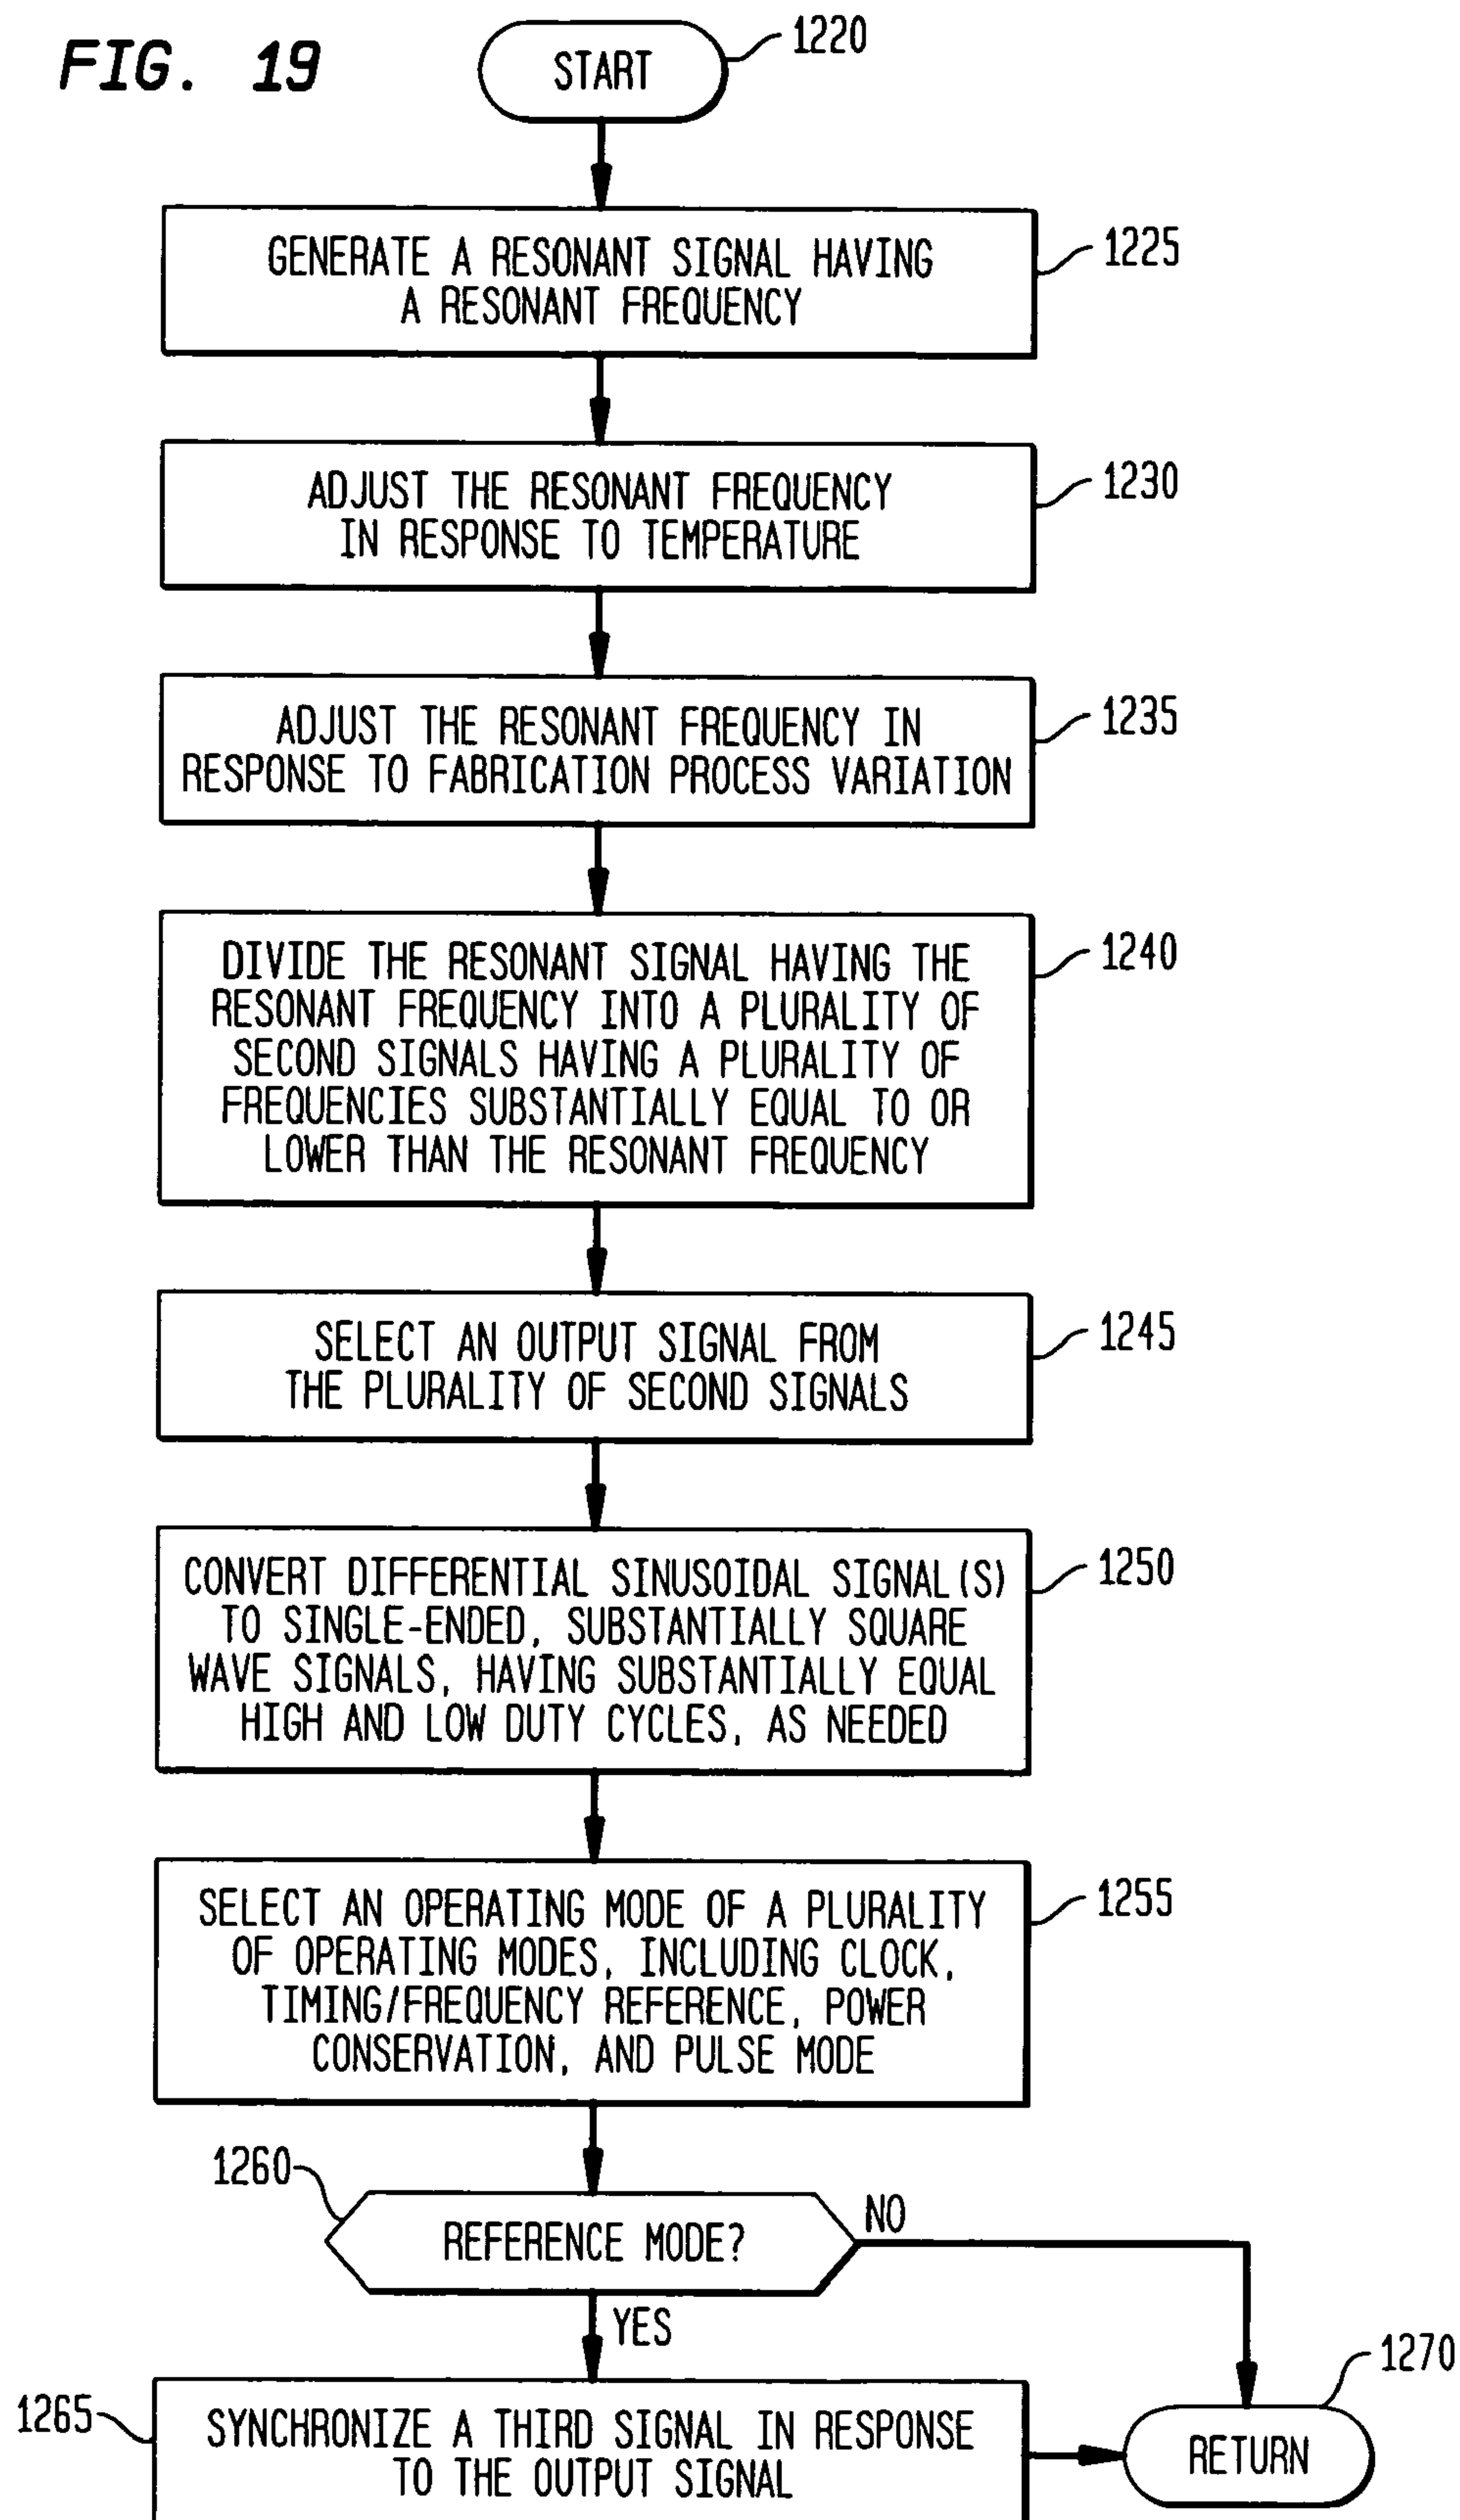 FIG. 19
START
1220
GENERATE A RESONANT SIGNAL HAVING
A RESONANT FREQUENCY
1225
ADJUST THE RESONANT FREQUENCY
IN RESPONSE TO TEMPERATURE
1230
ADJUST THE RESONANT FREQUENCY IN
RESPONSE TO FABRICATION PROCESS VARIATION
1235
DIVIDE THE RESONANT SIGNAL HAVING THE
RESONANT FREQUENCY INTO A PLURALITY OF
SECOND SIGNALS HAVING A PLURALITY OF
FREQUENCIES SUBSTANTIALLY EQUAL TO OR
LOWER THAN THE RESONANT FREQUENCY
1240
SELECT AN OUTPUT SIGNAL FROM
THE PLURALITY OF SECOND SIGNALS
1245
CONVERT DIFFERENTIAL SINUSOIDAL SIGNAL(S)
TO SINGLE-ENDED, SUBSTANTIALLY SQUARE
WAVE SIGNALS, HAVING SUBSTANTIALLY EQUAL
HIGH AND LOW DUTY CYCLES, AS NEEDED
1250
SELECT AN OPERATING MODE OF A PLURALITY
OF OPERATING MODES, INCLUDING CLOCK,
TIMING/FREQUENCY REFERENCE, POWER
CONSERVATION, AND PULSE MODE
1255
1260
REFERENCE MODE?
NO
YES
1265
SYNCHRONIZE A THIRD SIGNAL IN RESPONSE
TO THE OUTPUT SIGNAL
1270
RETURN